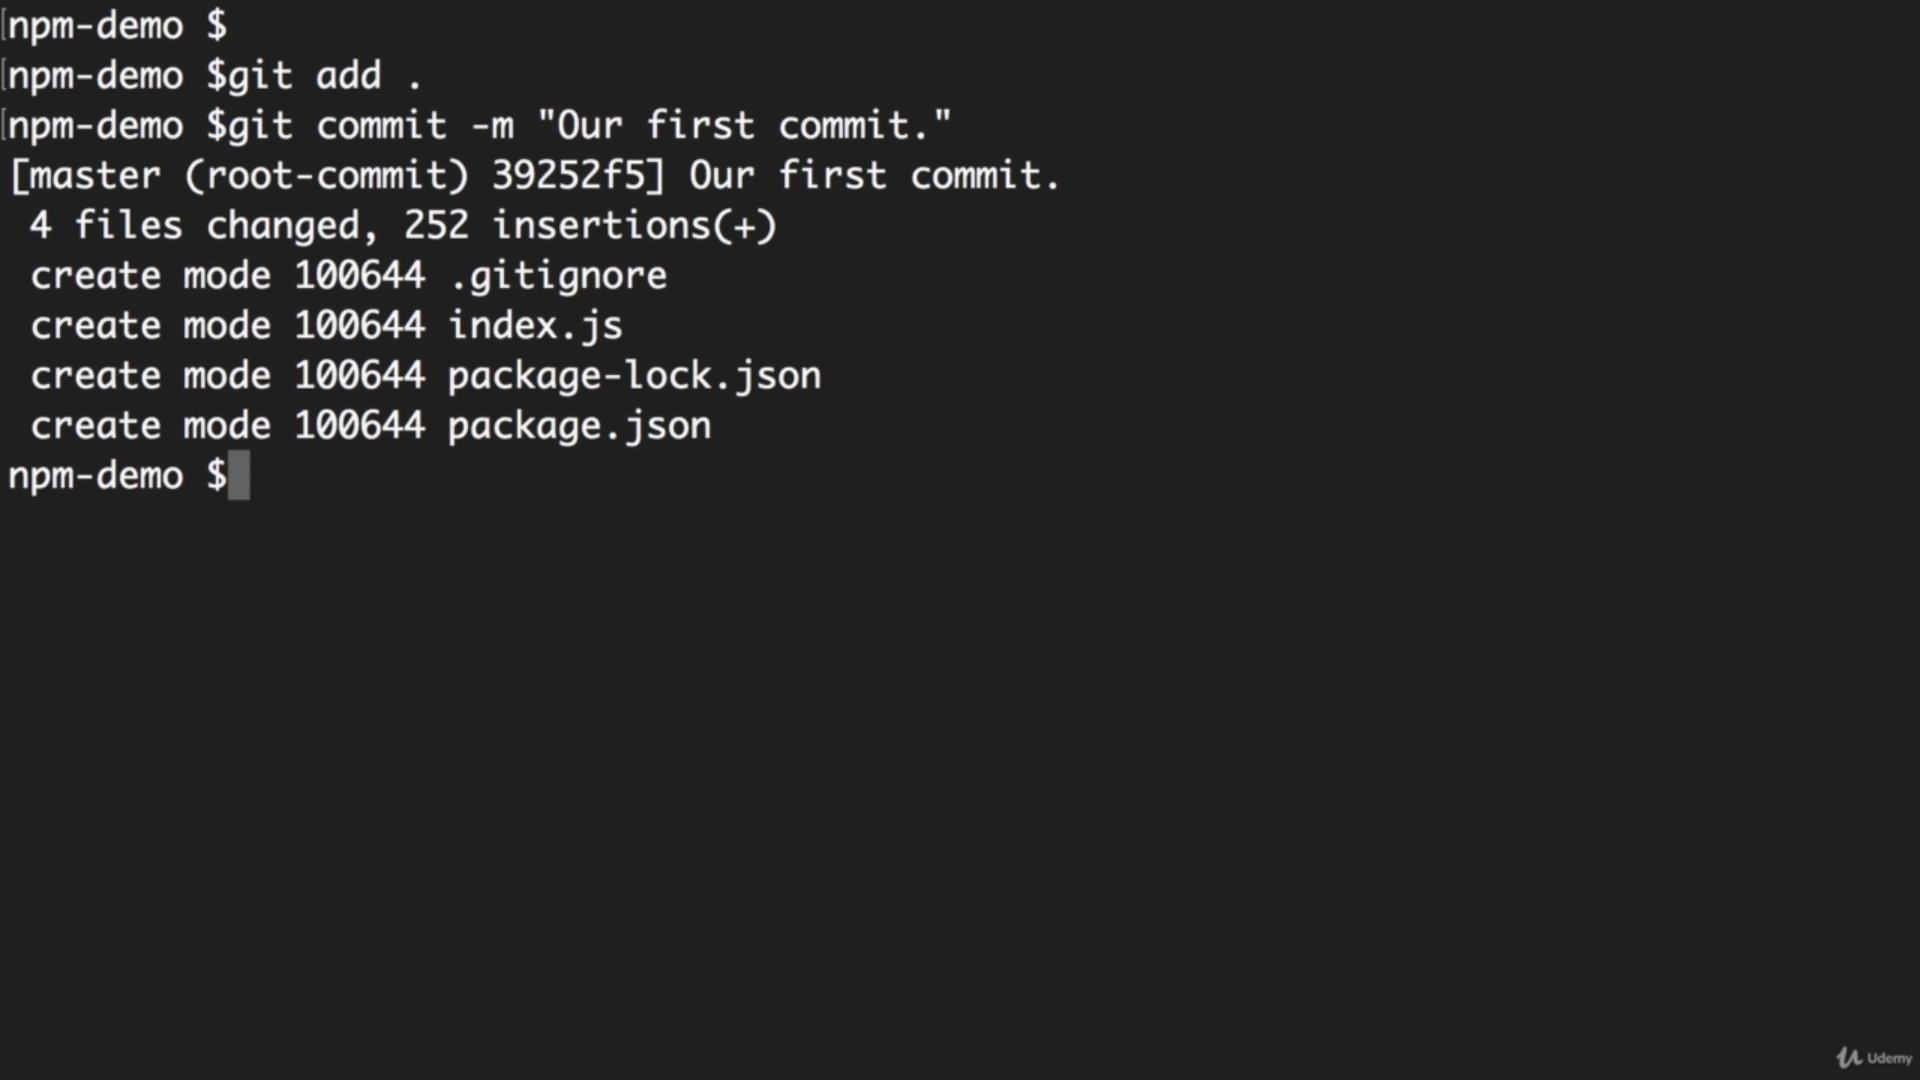 [npm-demo $
[npm-demo $git add .
[npm-demo $git commit -m "Our first commit."
[master (root-commit) 39252f5] Our first commit.
 4 files changed, 252 insertions(+)
 create mode 100644 .gitignore
 create mode 100644 index.js
 create mode 100644 package-lock.json
 create mode 100644 package.json
npm-demo $
Udemy